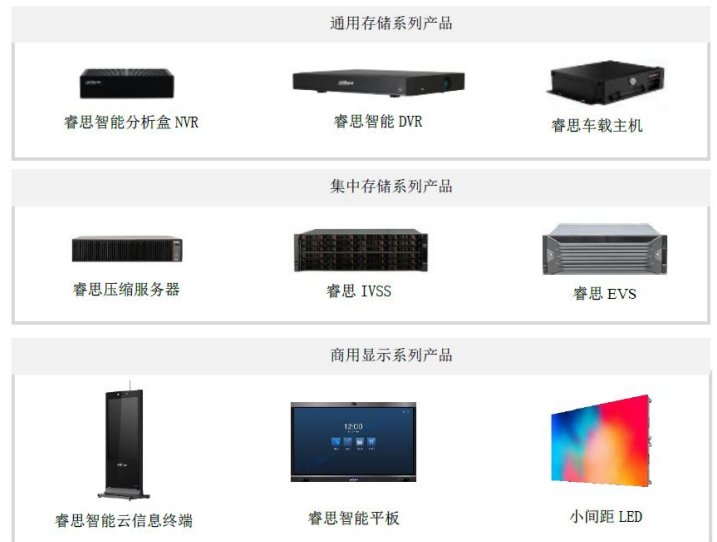 通用存储系列产品
睿思智能分析盒 NVR
睿思智能 DVR
睿思车载主机
集中存储系列产品
睿思压缩服务器
睿思 IVSS
睿思 EVS
商用显示系列产品
12:00
睿思智能云信息终端
睿思智能平板
小间距 LED